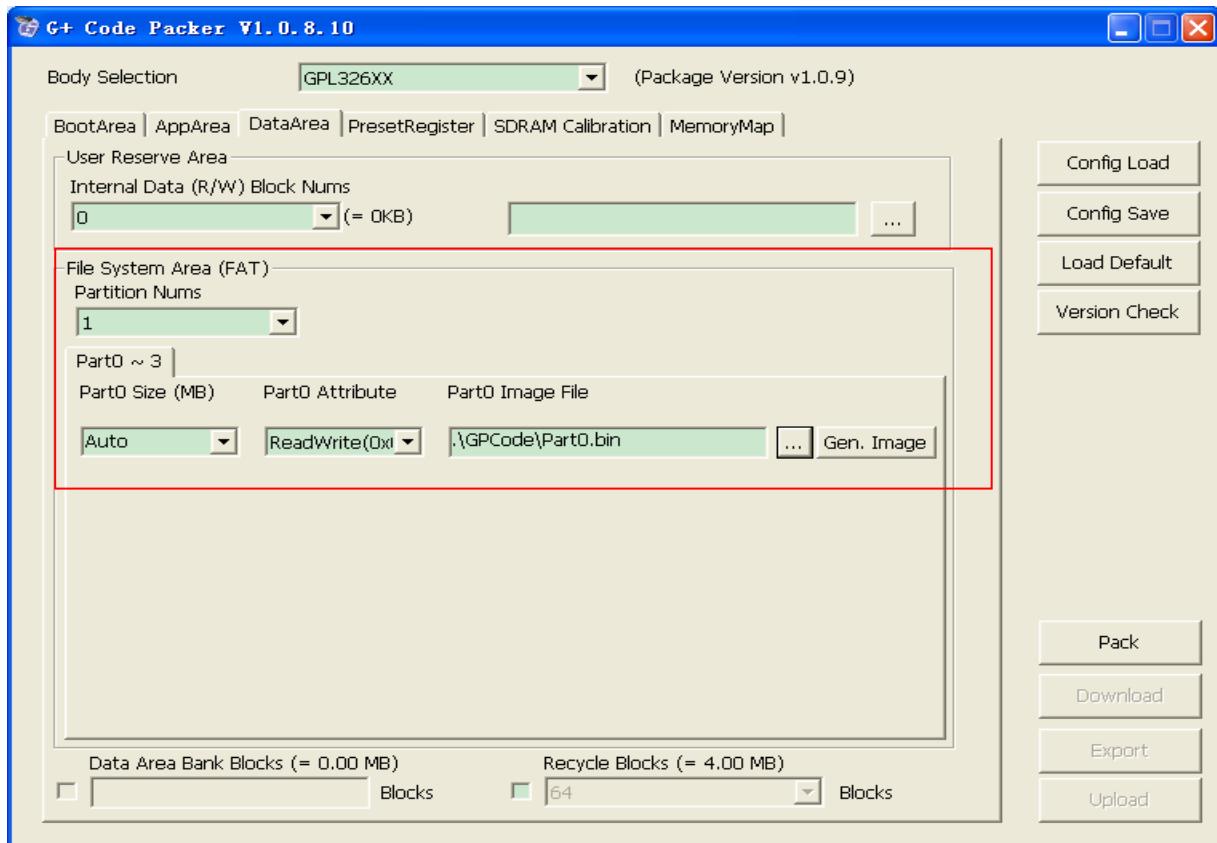 G+ Code Packer V1.0.8.10
Body Selection GPL326XX (Package Version v1.0.9)
BootArea AppArea DataArea PresetRegister SDRAM Calibration MemoryMap
User Reserve Area
Internal Data (R/W) Block Nums
0 (= 0KB) ...
File System Area (FAT)
Partition Nums
1
Part0 ~ 3
Part0 Size (MB) Part0 Attribute Part0 Image File
Auto ReadWrite(0x .\GPCode\Part0.bin ... Gen. Image
Data Area Bank Blocks (= 0.00 MB) Recycle Blocks (= 4.00 MB)
Blocks 64 Blocks
Config Load
Config Save
Load Default
Version Check
Pack
Download
Export
Upload